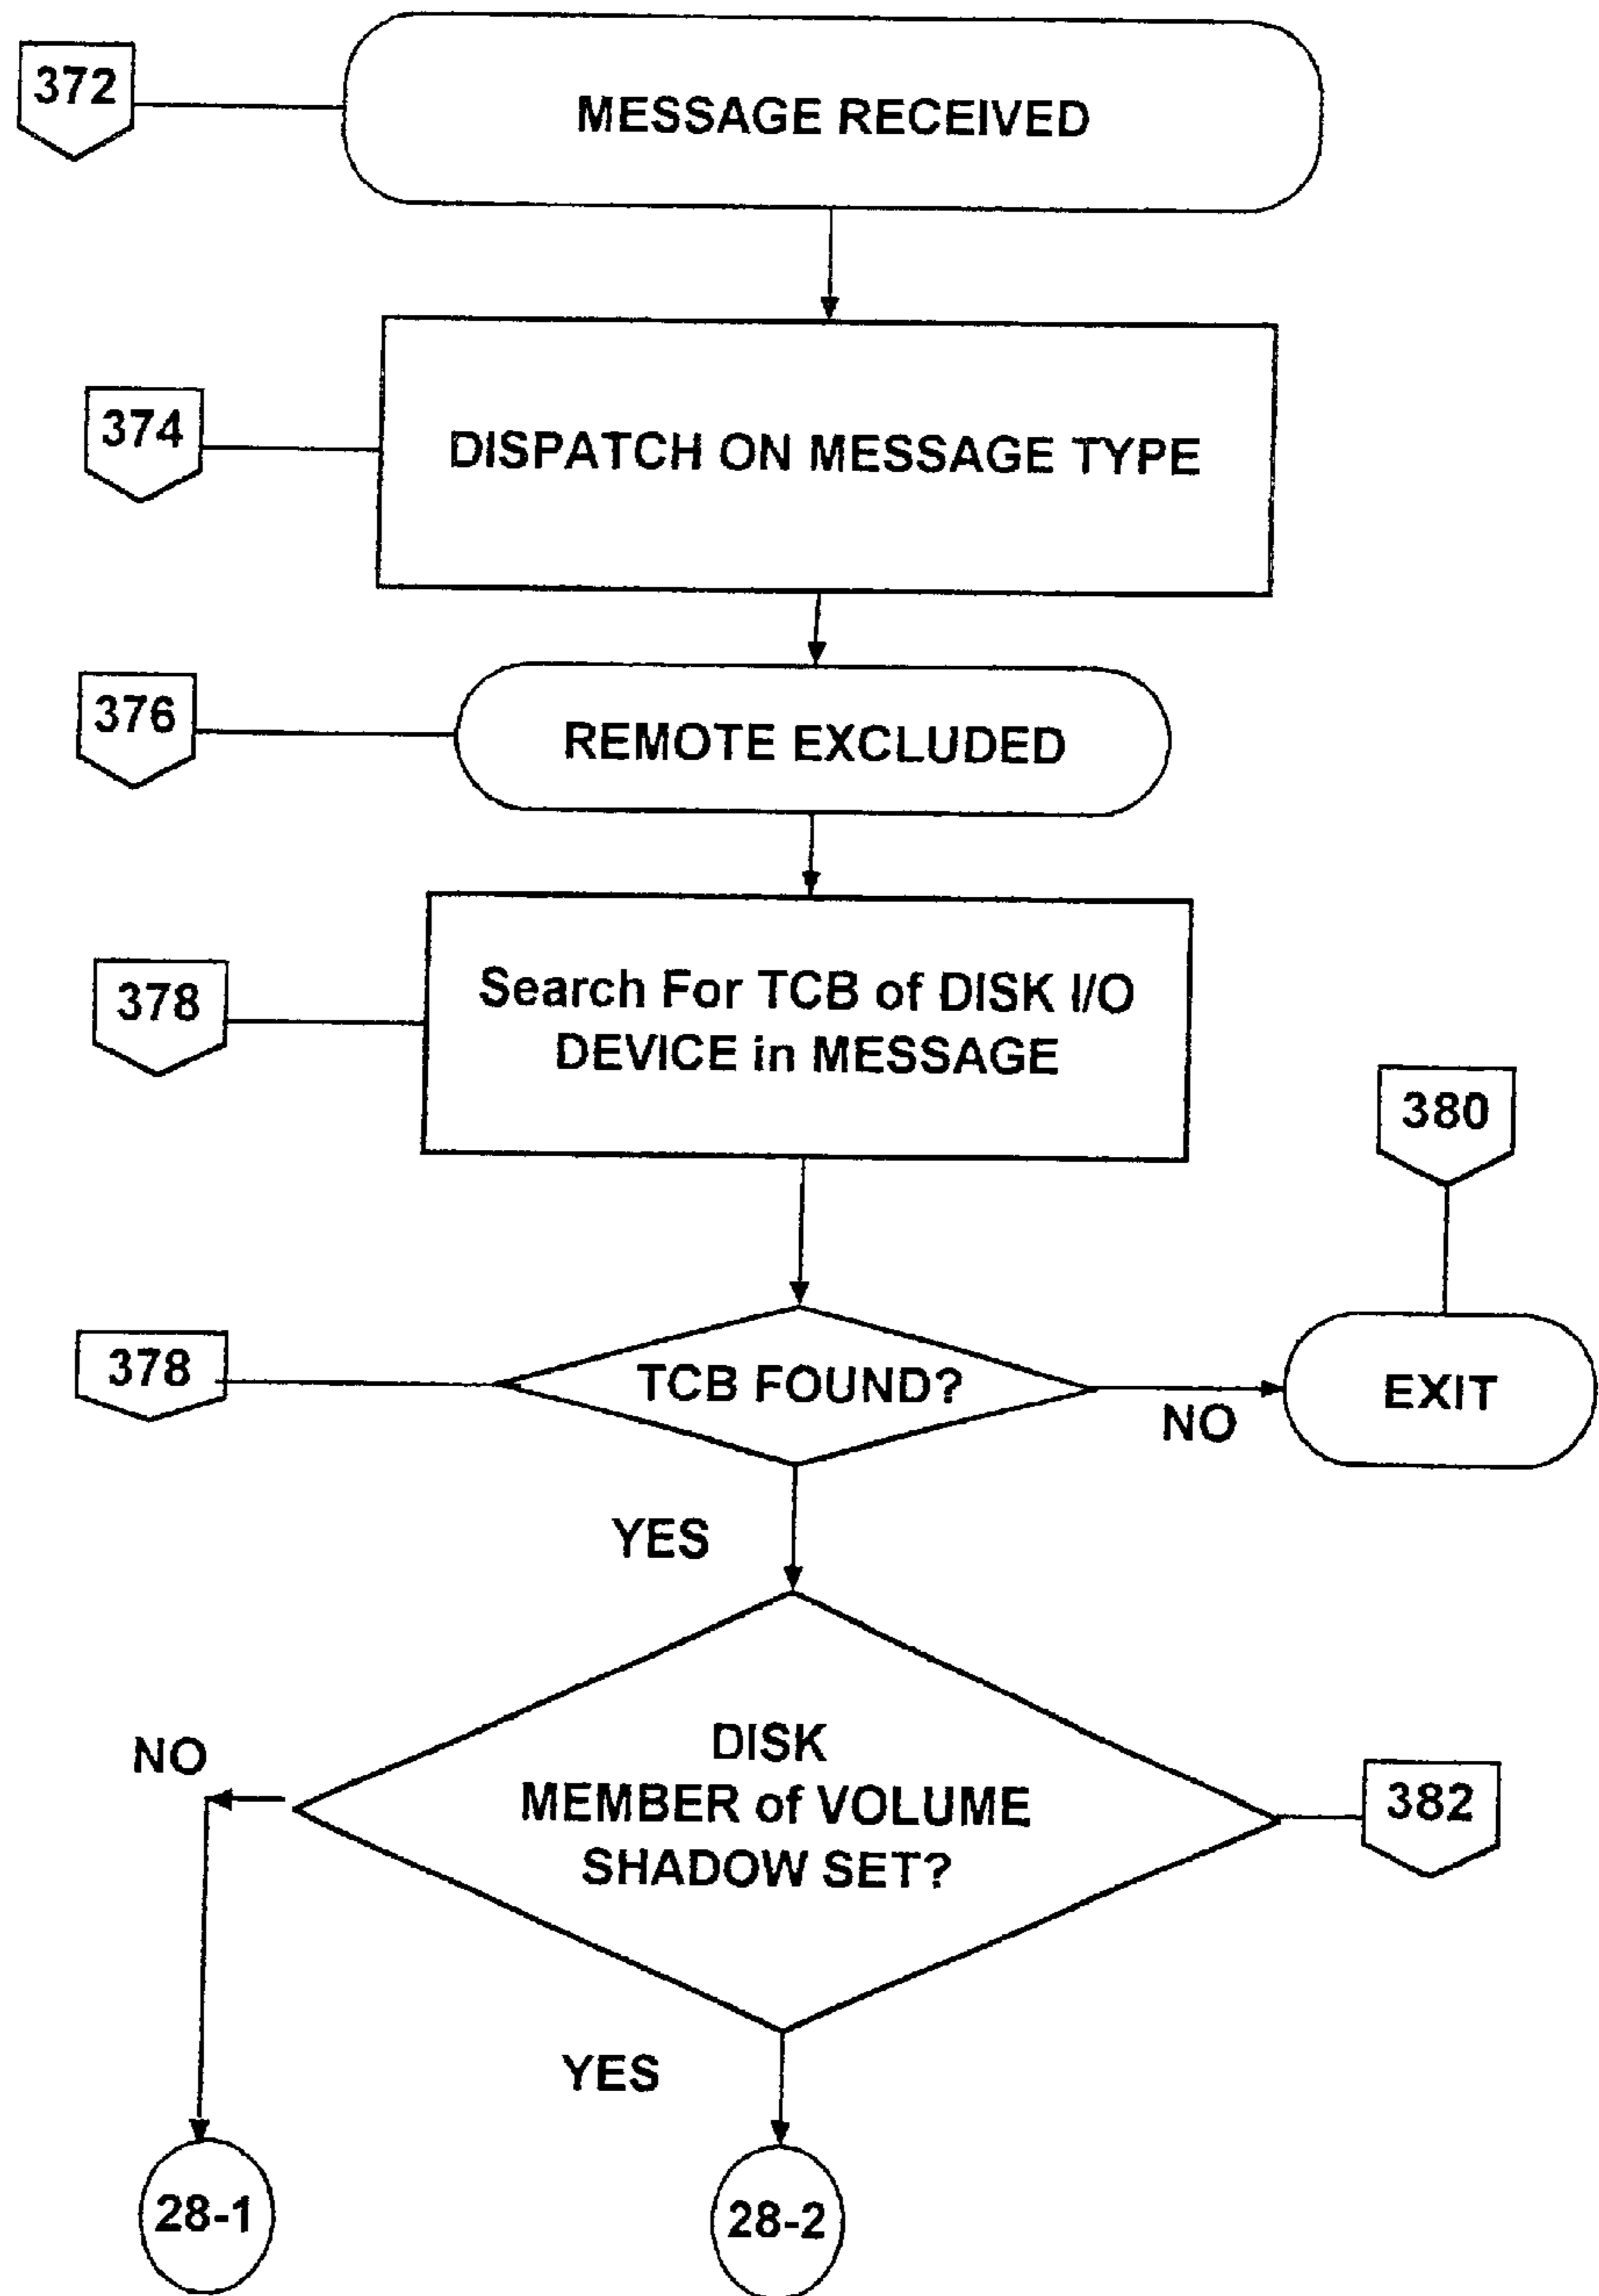 372
MESSAGE RECEIVED
374
DISPATCH ON MESSAGE TYPE
376
REMOTE EXCLUDED
378
Search For TCB of DISK I/O
DEVICE in MESSAGE
380
378
TCB FOUND?
NO
EXIT
YES
NO
DISK
MEMBER of VOLUME
SHADOW SET?
382
YES
28-1
28-2